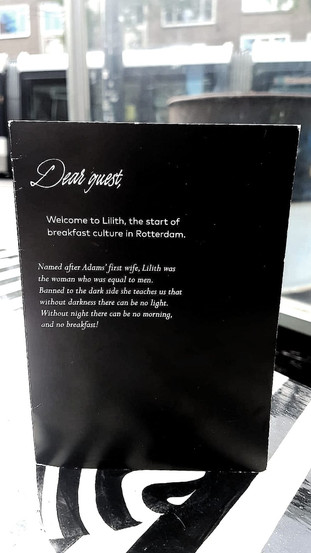 Dear guest,
Welcome to Lilith, the start of
breakfast culture in Rotterdam.
Named after Adams' first wife, Lilith was
the woman who was equal to men.
Banned to the dark side she teaches us that
without darkness there can be no light.
Without night there can be no morning,
and no breakfast!